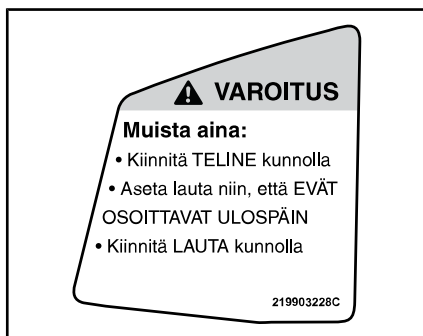 VAROITUS
Muista aina:
• Kiinnitä TELINE kunnolla
• Aseta lauta niin, että EVÄT
OSOITTAVAT ULOSPÄIN
• Kiinnitä LAUTA kunnolla
219903228C